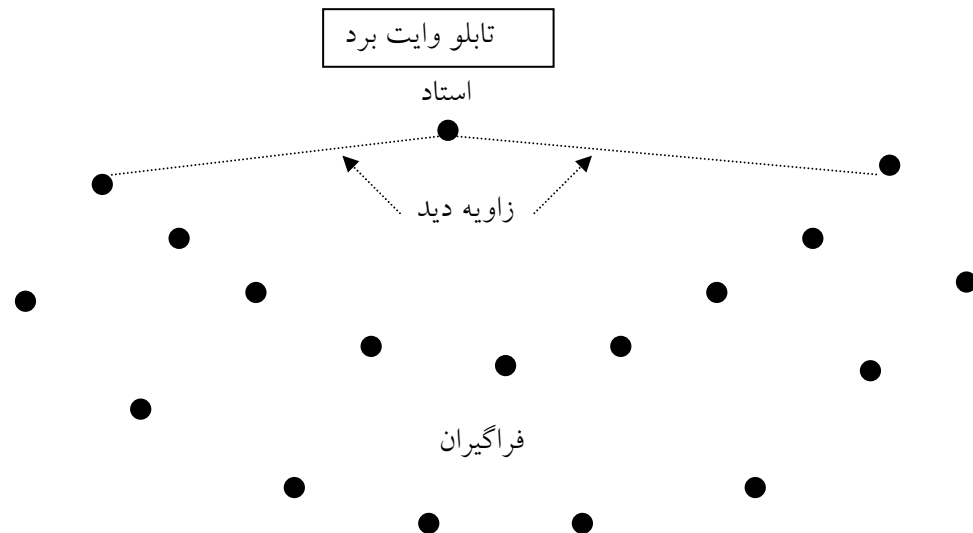 تابلو وایت برد
استاد
زاویه دید
فراگیران